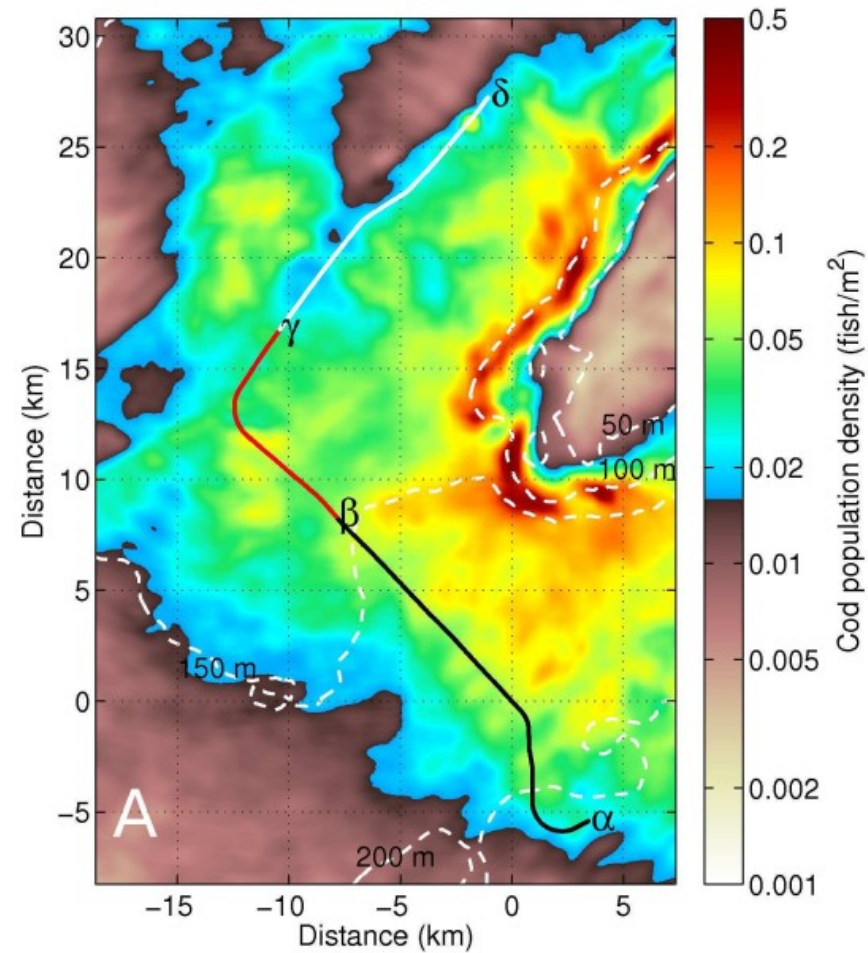 30
25
20
15
10
5
0
−5
Distance (km)
−15
−10
−5
0
5
Distance (km)
δ
γ
β
α
50 m
100 m
150 m
200 m
A
0.5
0.2
0.1
0.05
0.02
0.01
0.005
0.002
0.001
Cod population density (fish/m²)